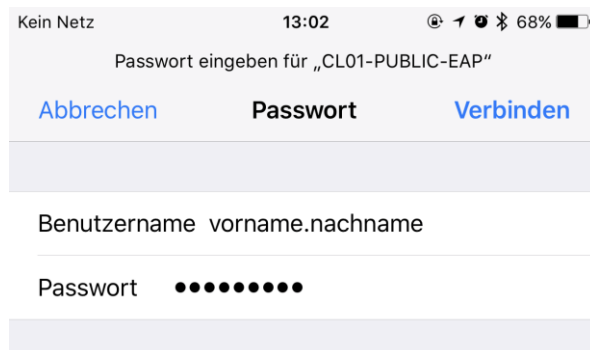 Kein Netz 13:02 68%
Passwort eingeben für „CL01-PUBLIC-EAP“
Abbrechen Passwort Verbinden
Benutzername vorname.nachname
Passwort •••••••••